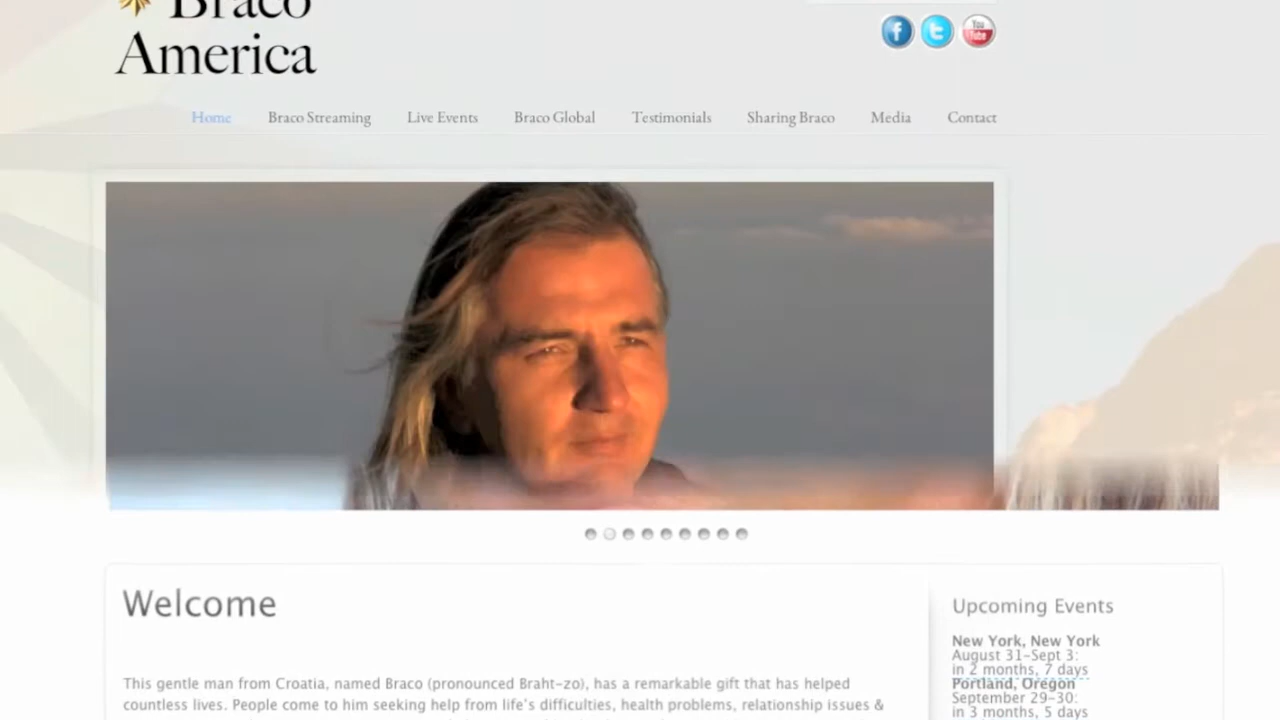 Braco
America
f
t
You
Tube
Home Braco Streaming Live Events Braco Global Testimonials Sharing Braco Media Contact
Welcome
This gentle man from Croatia, named Braco (pronounced Braht-zo), has a remarkable gift that has helped
countless lives. People come to him seeking help from life's difficulties, health problems, relationship issues &
Upcoming Events
New York, New York
August 31-Sept 3:
in 2 months, 7 days
Portland, Oregon
September 29-30:
in 3 months, 5 days